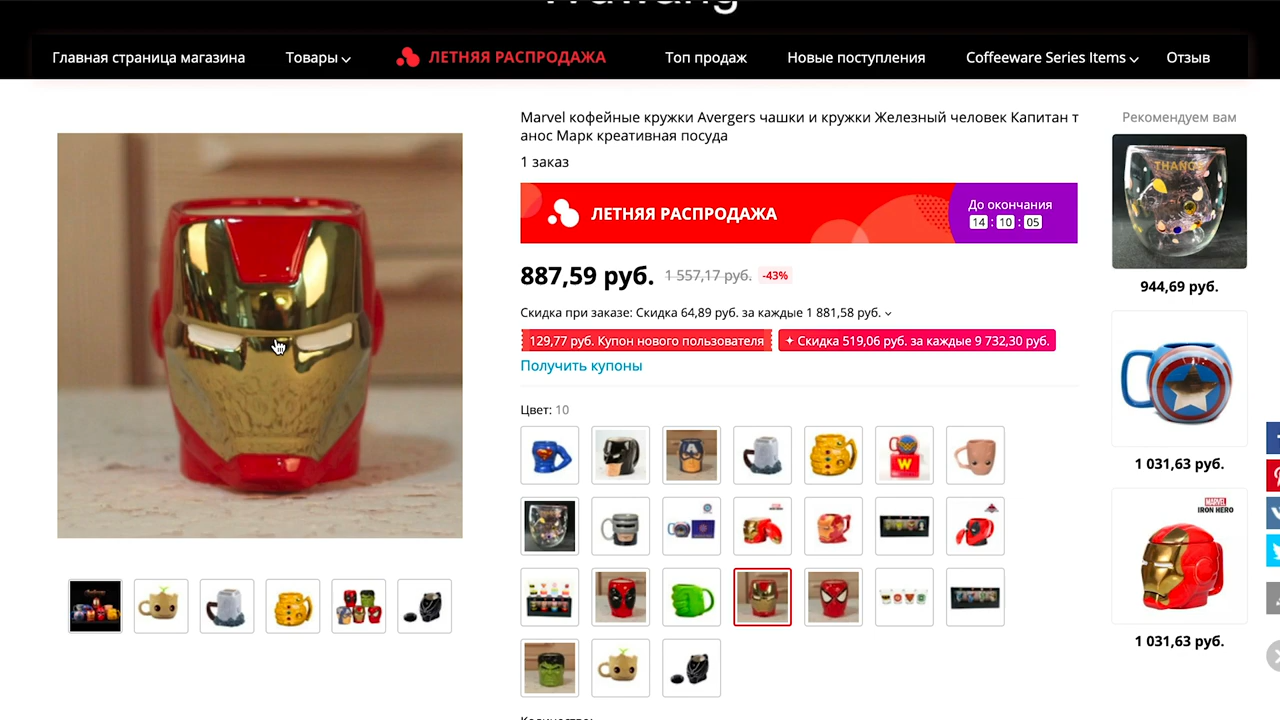 Главная страница магазина
Товары
ЛЕТНЯЯ РАСПРОДАЖА
Топ продаж
Новые поступления
Coffeeware Series Items
Отзыв
Marvel кофейные кружки Avergers чашки и кружки Железный человек Капитан т
анос Марк креативная посуда
1 заказ
ЛЕТНЯЯ РАСПРОДАЖА
До окончания
14 : 10 : 05
887,59 руб. 1 557,17 руб. -43%
Скидка при заказе: Скидка 64,89 руб. за каждые 1 881,58 руб.
129,77 руб. Купон нового пользователя
Скидка 519,06 руб. за каждые 9 732,30 руб.
Получить купоны
Цвет: 10
W
Рекомендуем вам
THANOS
944,69 руб.
1 031,63 руб.
MARVEL
IRON HERO
1 031,63 руб.